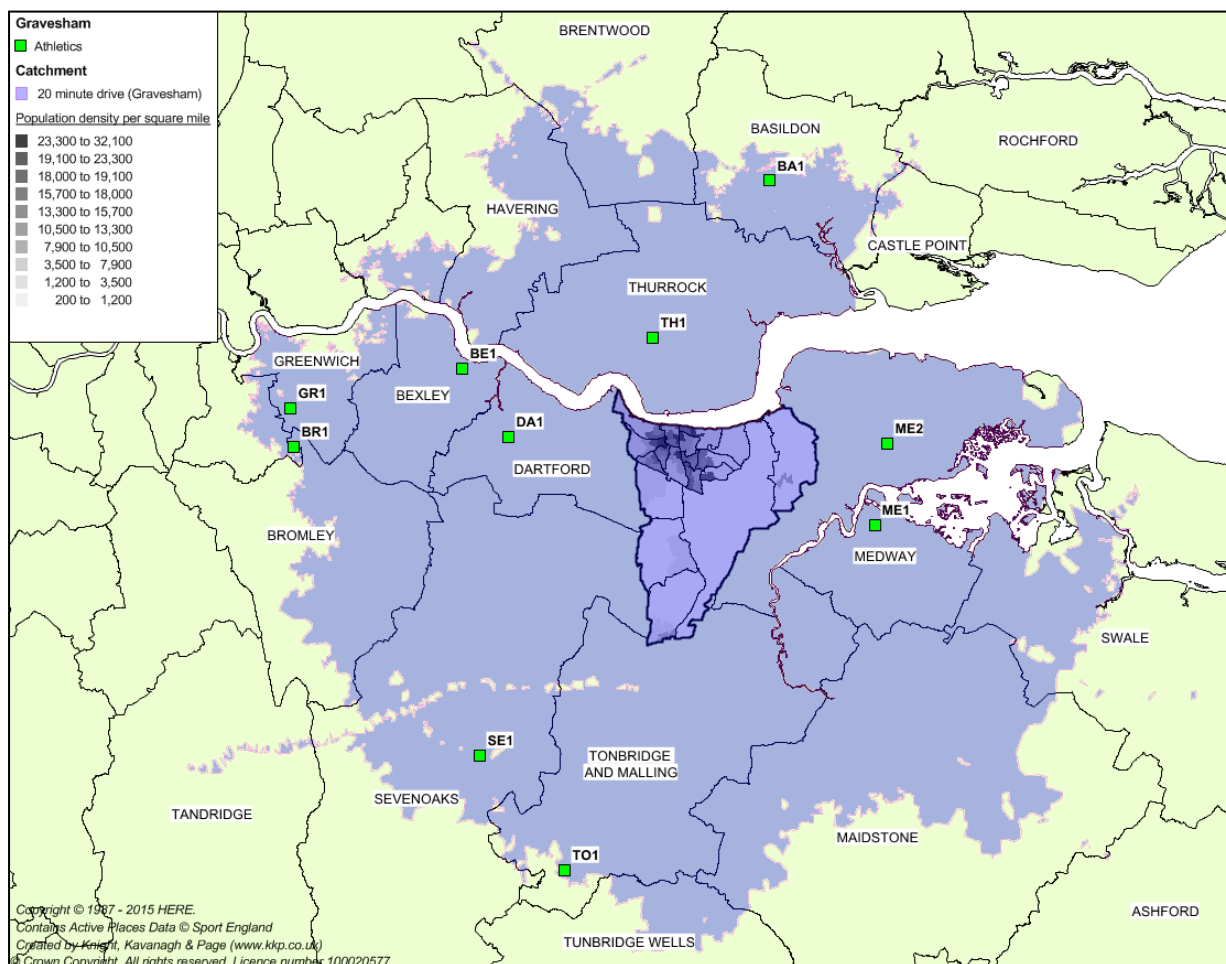 Gravesham
Athletics
Catchment
20 minute drive (Gravesham)
Population density per square mile
23,300 to 32,100
19,100 to 23,300
18,000 to 19,100
15,700 to 18,000
13,300 to 15,700
10,500 to 13,300
7,900 to 10,500
3,500 to 7,900
1,200 to 3,500
200 to 1,200
BRENTWOOD
BASILDON
ROCHFORD
BA1
HAVERING
CASTLE POINT
THURROCK
TH1
GREENWICH
BE1
GR1
BEXLEY
BR1
DA1
ME2
DARTFORD
ME1
BROMLEY
MEDWAY
SWALE
SE1
TONBRIDGE
AND MALLING
SEVENOAKS
TANDRIDGE
MAIDSTONE
TO1
ASHFORD
TUNBRIDGE WELLS
Copyright © 1987 - 2015 HERE.
Contains Active Places Data © Sport England
Created by Knight, Kavanagh & Page (www.kkp.co.uk)
© Crown Copyright. All rights reserved. Licence number 100020577